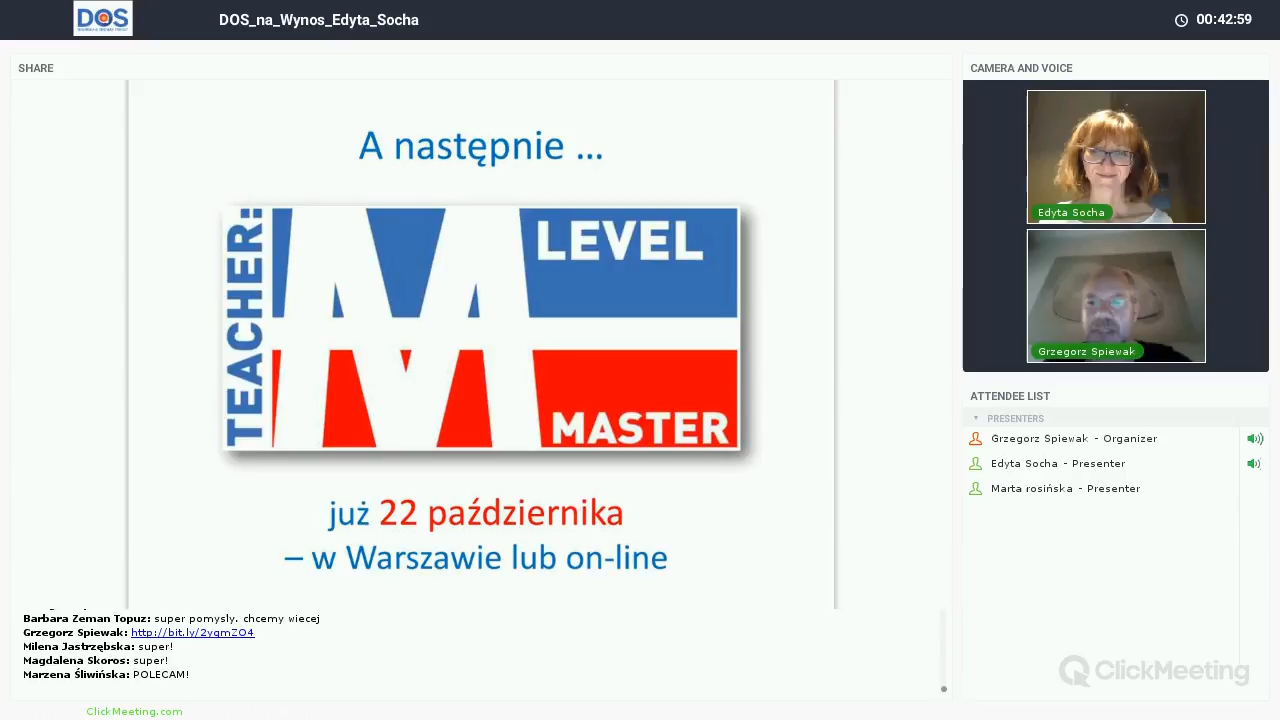 DOS
DOS_na_Wynos_Edyta_Socha
00:42:59
SHARE
A następnie ...
TEACHER:
LEVEL
MASTER
już 22 października
– w Warszawie lub on-line
Barbara Zeman Topuz: super pomysly. chcemy wiecej
Grzegorz Spiewak: http://bit.ly/2yqmZO4
Milena Jastrzębska: super!
Magdalena Skoros: super!
Marzena Śliwińska: POLECAM!
ClickMeeting.com
CAMERA AND VOICE
Edyta Socha
Grzegorz Spiewak
ATTENDEE LIST
PRESENTERS
Grzegorz Spiewak - Organizer
Edyta Socha - Presenter
Marta rosińska - Presenter
ClickMeeting